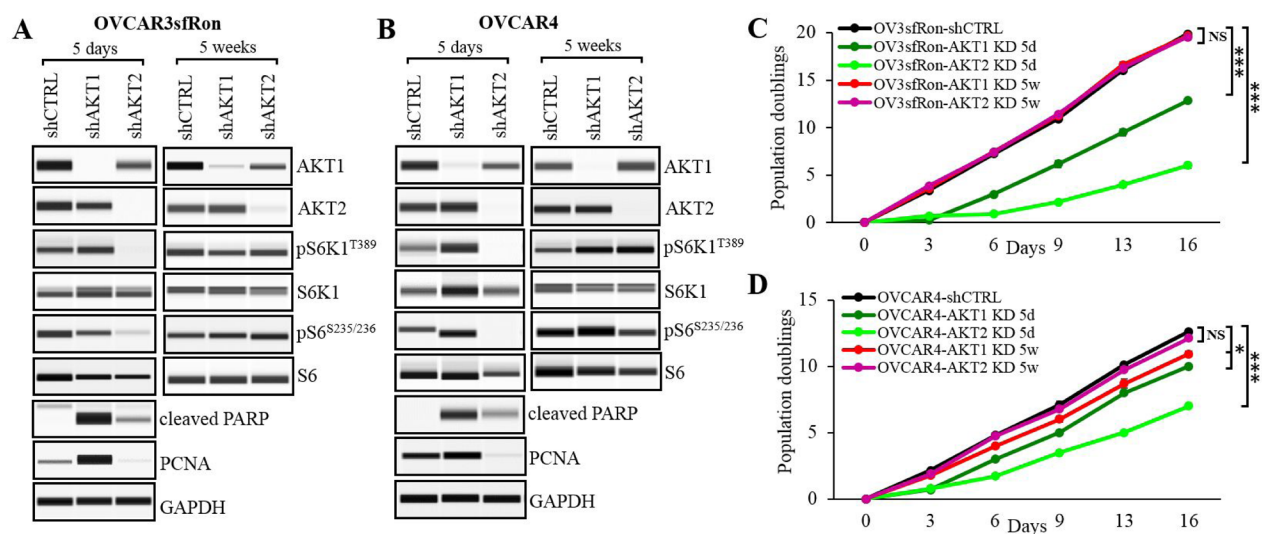 A
OVCAR3sfRon
5 days
5 weeks
shCTRL
shAKT1
shAKT2
shCTRL
shAKT1
shAKT2
AKT1
AKT2
pS6K1T389
S6K1
pS6S235/236
S6
cleaved PARP
PCNA
GAPDH
B
OVCAR4
5 days
5 weeks
shCTRL
shAKT1
shAKT2
shCTRL
shAKT1
shAKT2
AKT1
AKT2
pS6K1T389
S6K1
pS6S235/236
S6
cleaved PARP
PCNA
GAPDH
C
OV3sfRon-shCTRL
OV3sfRon-AKT1 KD 5d
OV3sfRon-AKT2 KD 5d
OV3sfRon-AKT1 KD 5w
OV3sfRon-AKT2 KD 5w
Population doublings
20
15
10
5
0
0 3 6 9 13 16
Days
NS
***
***
D
OVCAR4-shCTRL
OVCAR4-AKT1 KD 5d
OVCAR4-AKT2 KD 5d
OVCAR4-AKT1 KD 5w
OVCAR4-AKT2 KD 5w
Population doublings
15
10
5
0
0 3 6 9 13 16
Days
NS
*
***